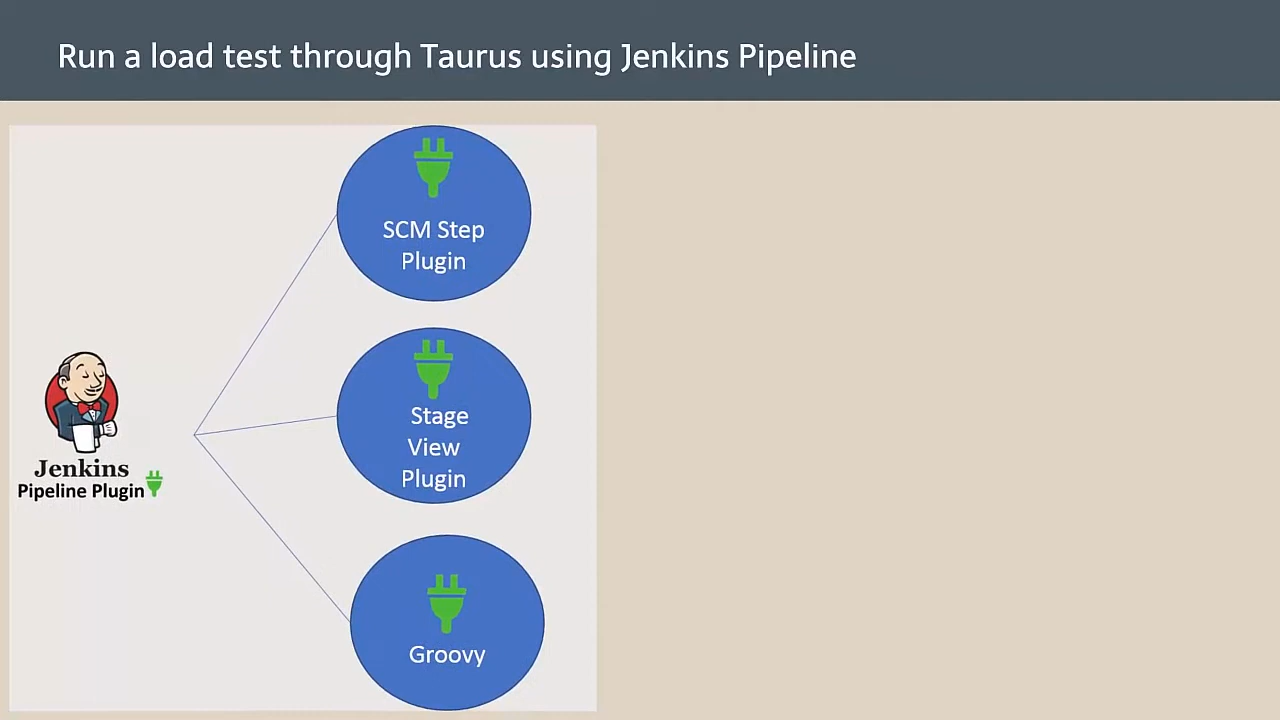 Run a load test through Taurus using Jenkins Pipeline
SCM Step
Plugin
Stage
View
Plugin
Jenkins
Pipeline Plugin
Groovy